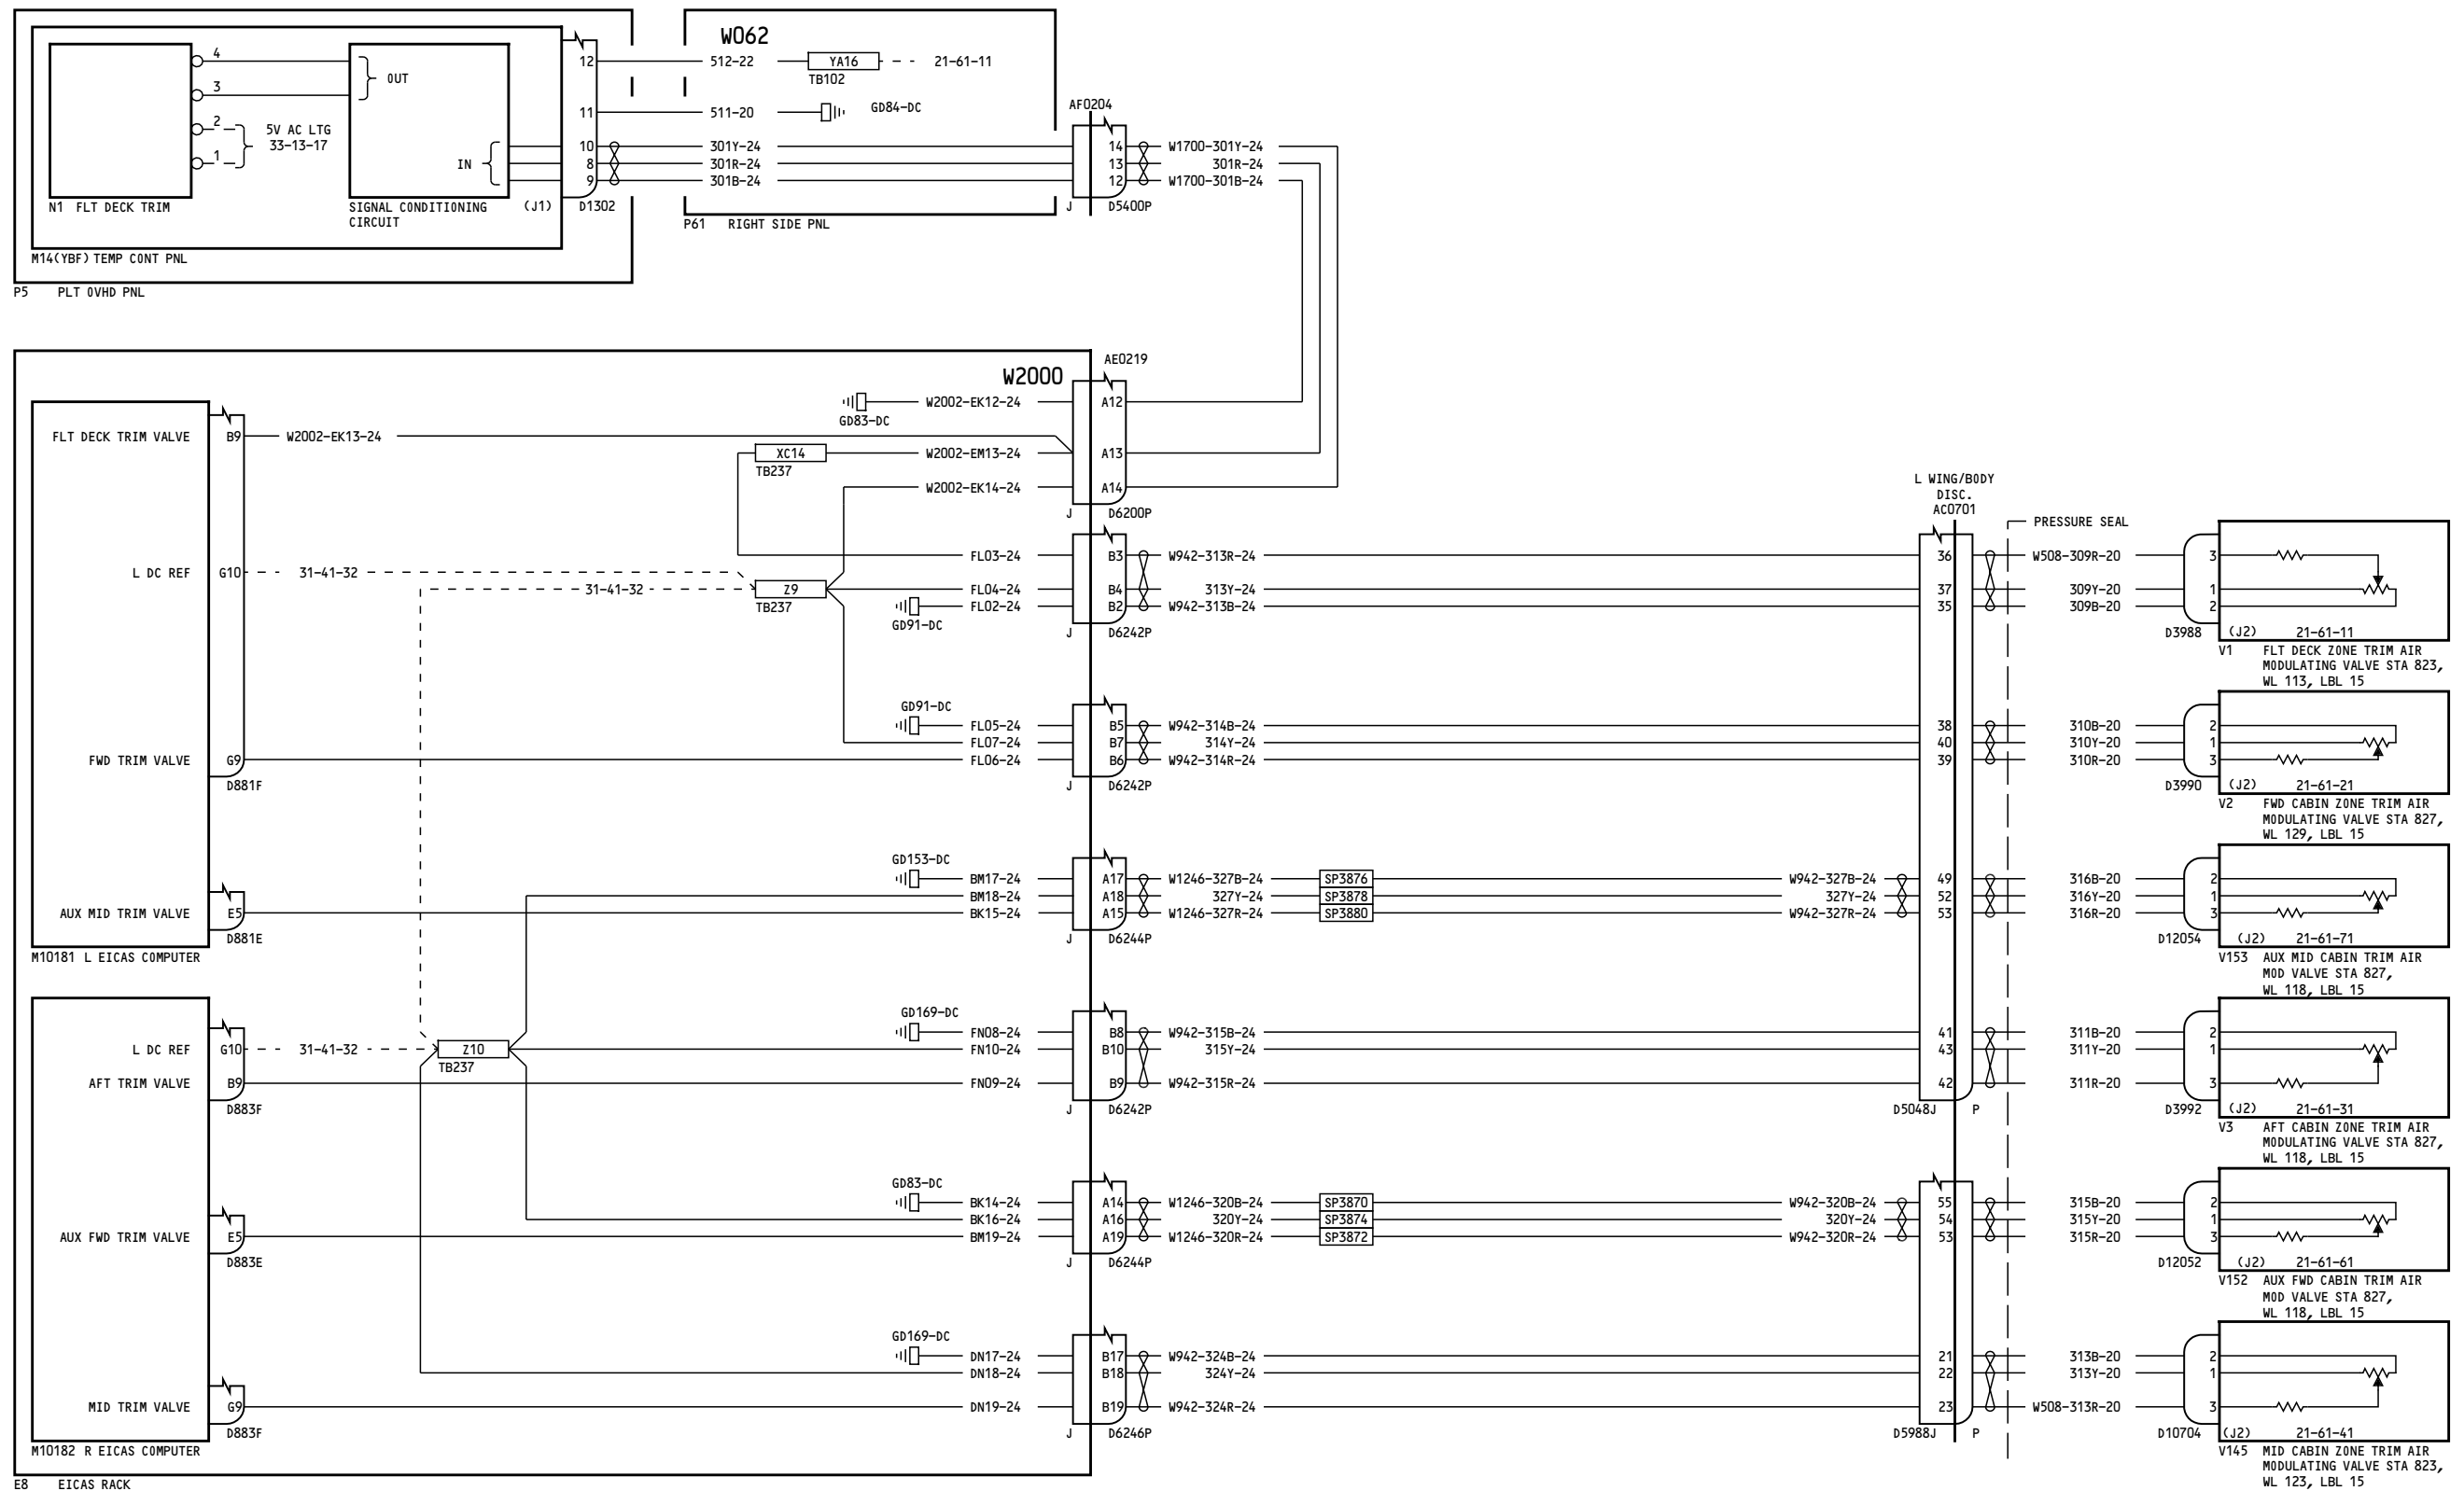 W062
4
12
512-22
YA16
21-61-11
TB102
OUT
3
11
511-20
GD84-DC
AF0204
2
5V AC LTG
33-13-17
1
IN
10
301Y-24
14
W1700-301Y-24
8
301R-24
13
301R-24
9
301B-24
12
W1700-301B-24
N1 FLT DECK TRIM
SIGNAL CONDITIONING
CIRCUIT
(J1)
D1302
J
D5400P
P61 RIGHT SIDE PNL
M14(YBF) TEMP CONT PNL
P5 PLT OVHD PNL
AE0219
W2000
W2002-EK12-24
A12
GD83-DC
FLT DECK TRIM VALVE
B9
W2002-EK13-24
XC14
TB237
W2002-EM13-24
A13
W2002-EK14-24
A14
J
D6200P
L WING/BODY
DISC.
AC0701
PRESSURE SEAL
FL03-24
B3
W942-313R-24
36
W508-309R-20
3
L DC REF
G10
31-41-32
31-41-32
Z9
TB237
FL04-24
B4
313Y-24
37
309Y-20
1
GD91-DC
FL02-24
B2
W942-313B-24
35
309B-20
2
J
D6242P
D3988
(J2)
21-61-11
V1 FLT DECK ZONE TRIM AIR
MODULATING VALVE STA 823,
WL 113, LBL 15
GD91-DC
FL05-24
B5
W942-314B-24
38
310B-20
2
FL07-24
B7
314Y-24
40
310Y-20
1
FWD TRIM VALVE
G9
FL06-24
B6
W942-314R-24
39
310R-20
3
D881F
J
D6242P
D3990
(J2)
21-61-21
V2 FWD CABIN ZONE TRIM AIR
MODULATING VALVE STA 827,
WL 129, LBL 15
GD153-DC
BM17-24
A17
W1246-327B-24
SP3876
W942-327B-24
49
316B-20
2
BM18-24
A18
327Y-24
SP3878
327Y-24
52
316Y-20
1
AUX MID TRIM VALVE
E5
BK15-24
A15
W1246-327R-24
SP3880
W942-327R-24
53
316R-20
3
D881E
J
D6244P
D12054
(J2)
21-61-71
M10181 L EICAS COMPUTER
V153 AUX MID CABIN TRIM AIR
MOD VALVE STA 827,
WL 118, LBL 15
GD169-DC
FN08-24
B8
W942-315B-24
41
311B-20
2
L DC REF
G10
31-41-32
Z10
TB237
FN10-24
B10
315Y-24
43
311Y-20
1
AFT TRIM VALVE
B9
FN09-24
B9
W942-315R-24
42
311R-20
3
D883F
J
D6242P
D5048J
P
D3992
(J2)
21-61-31
V3 AFT CABIN ZONE TRIM AIR
MODULATING VALVE STA 827,
WL 118, LBL 15
GD83-DC
BK14-24
A14
W1246-320B-24
SP3870
W942-320B-24
55
315B-20
2
BK16-24
A16
320Y-24
SP3874
320Y-24
54
315Y-20
1
AUX FWD TRIM VALVE
E5
BM19-24
A19
W1246-320R-24
SP3872
W942-320R-24
53
315R-20
3
D883E
J
D6244P
D12052
(J2)
21-61-61
V152 AUX FWD CABIN TRIM AIR
MOD VALVE STA 827,
WL 118, LBL 15
GD169-DC
DN17-24
B17
W942-324B-24
21
313B-20
2
DN18-24
B18
324Y-24
22
313Y-20
1
MID TRIM VALVE
G9
DN19-24
B19
W942-324R-24
23
W508-313R-20
3
D883F
J
D6246P
D5988J
P
D10704
(J2)
21-61-41
M10182 R EICAS COMPUTER
V145 MID CABIN ZONE TRIM AIR
MODULATING VALVE STA 823,
WL 123, LBL 15
E8 EICAS RACK